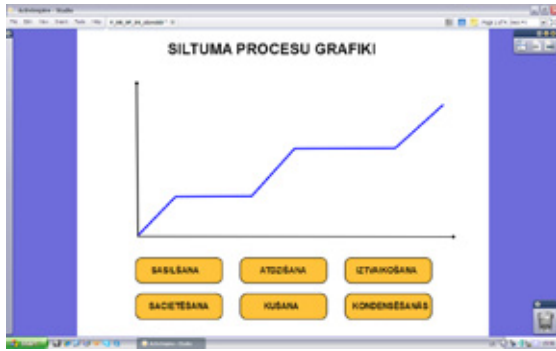 SILTUMA PROCESU GRAFIKI
SASILŠANA
ATDZIŠANA
IZTVAIKOŠANA
SACIETĒŠANA
KUŠANA
KONDENSĒŠANĀS